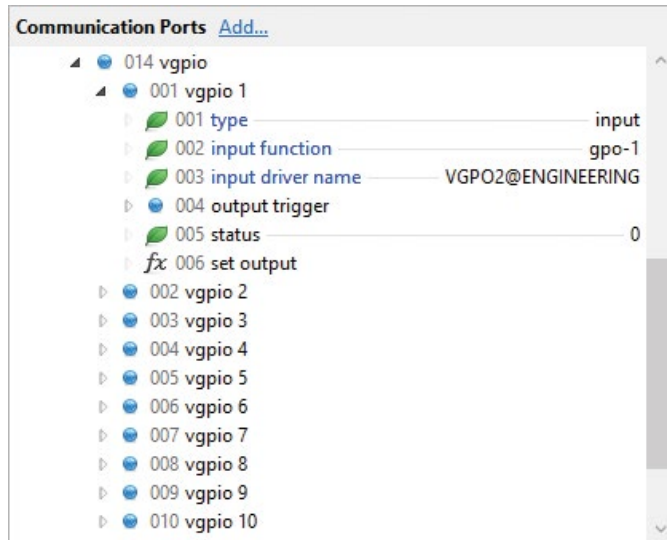 Communication Ports Add...
014 vgpio
001 vgpio 1
001 type input
002 input function gpo-1
003 input driver name VGPO2@ENGINEERING
004 output trigger
005 status 0
fx 006 set output
002 vgpio 2
003 vgpio 3
004 vgpio 4
005 vgpio 5
006 vgpio 6
007 vgpio 7
008 vgpio 8
009 vgpio 9
010 vgpio 10